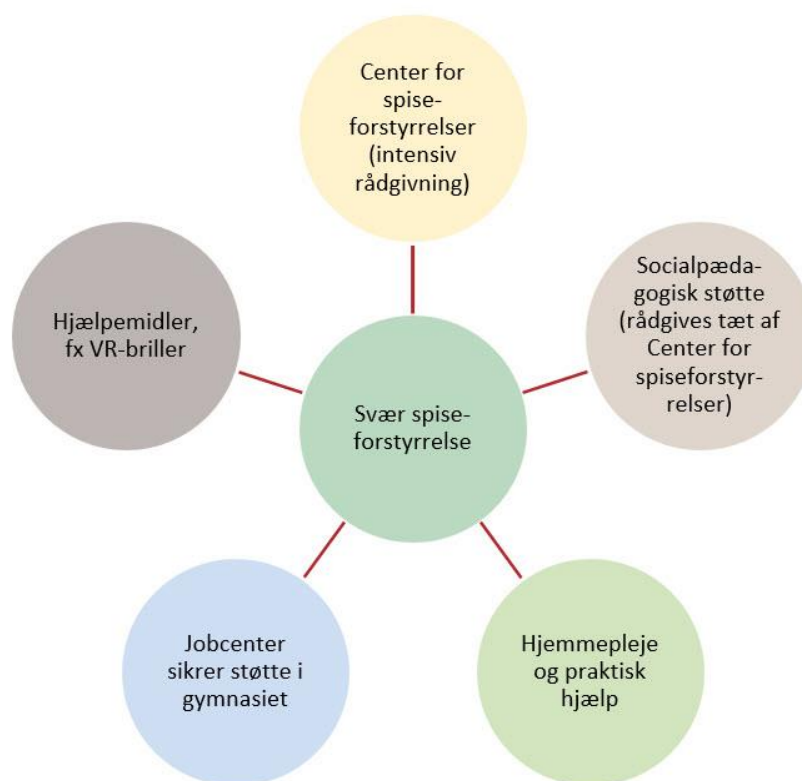 Center for
spise-
forstyrrelser
(intensiv
rådgivning)
Socialpæda-
gogisk støtte
(rådgives tæt af
Center for
spiseforstyr-
relser)
Hjælpemidler,
fx VR-briller
Svær spise-
forstyrrelse
Jobcenter
sikrer støtte i
gymnasiet
Hjemmepleje
og praktisk
hjælp